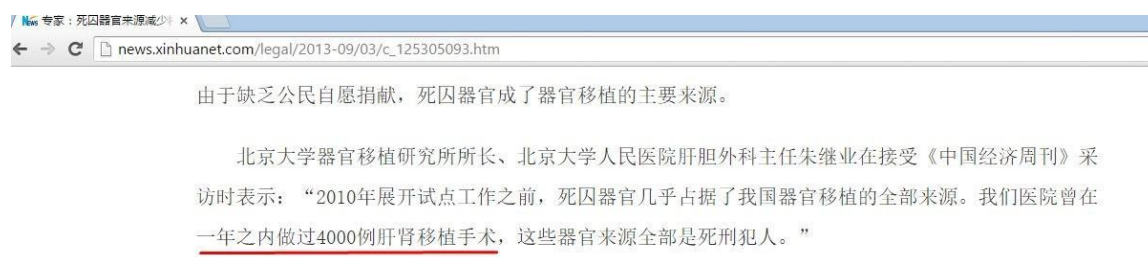 News 专家：死囚器官来源减少
news.xinhuanet.com/legal/2013-09/03/c_125305093.htm
由于缺乏公民自愿捐献，死囚器官成了器官移植的主要来源。
北京大学器官移植研究所所长、北京大学人民医院肝胆外科主任朱继业在接受《中国经济周刊》采
访时表示：“2010年展开试点工作之前，死囚器官几乎占据了我国器官移植的全部来源。我们医院曾在
一年之内做过4000例肝肾移植手术，这些器官来源全部是死刑犯人。”